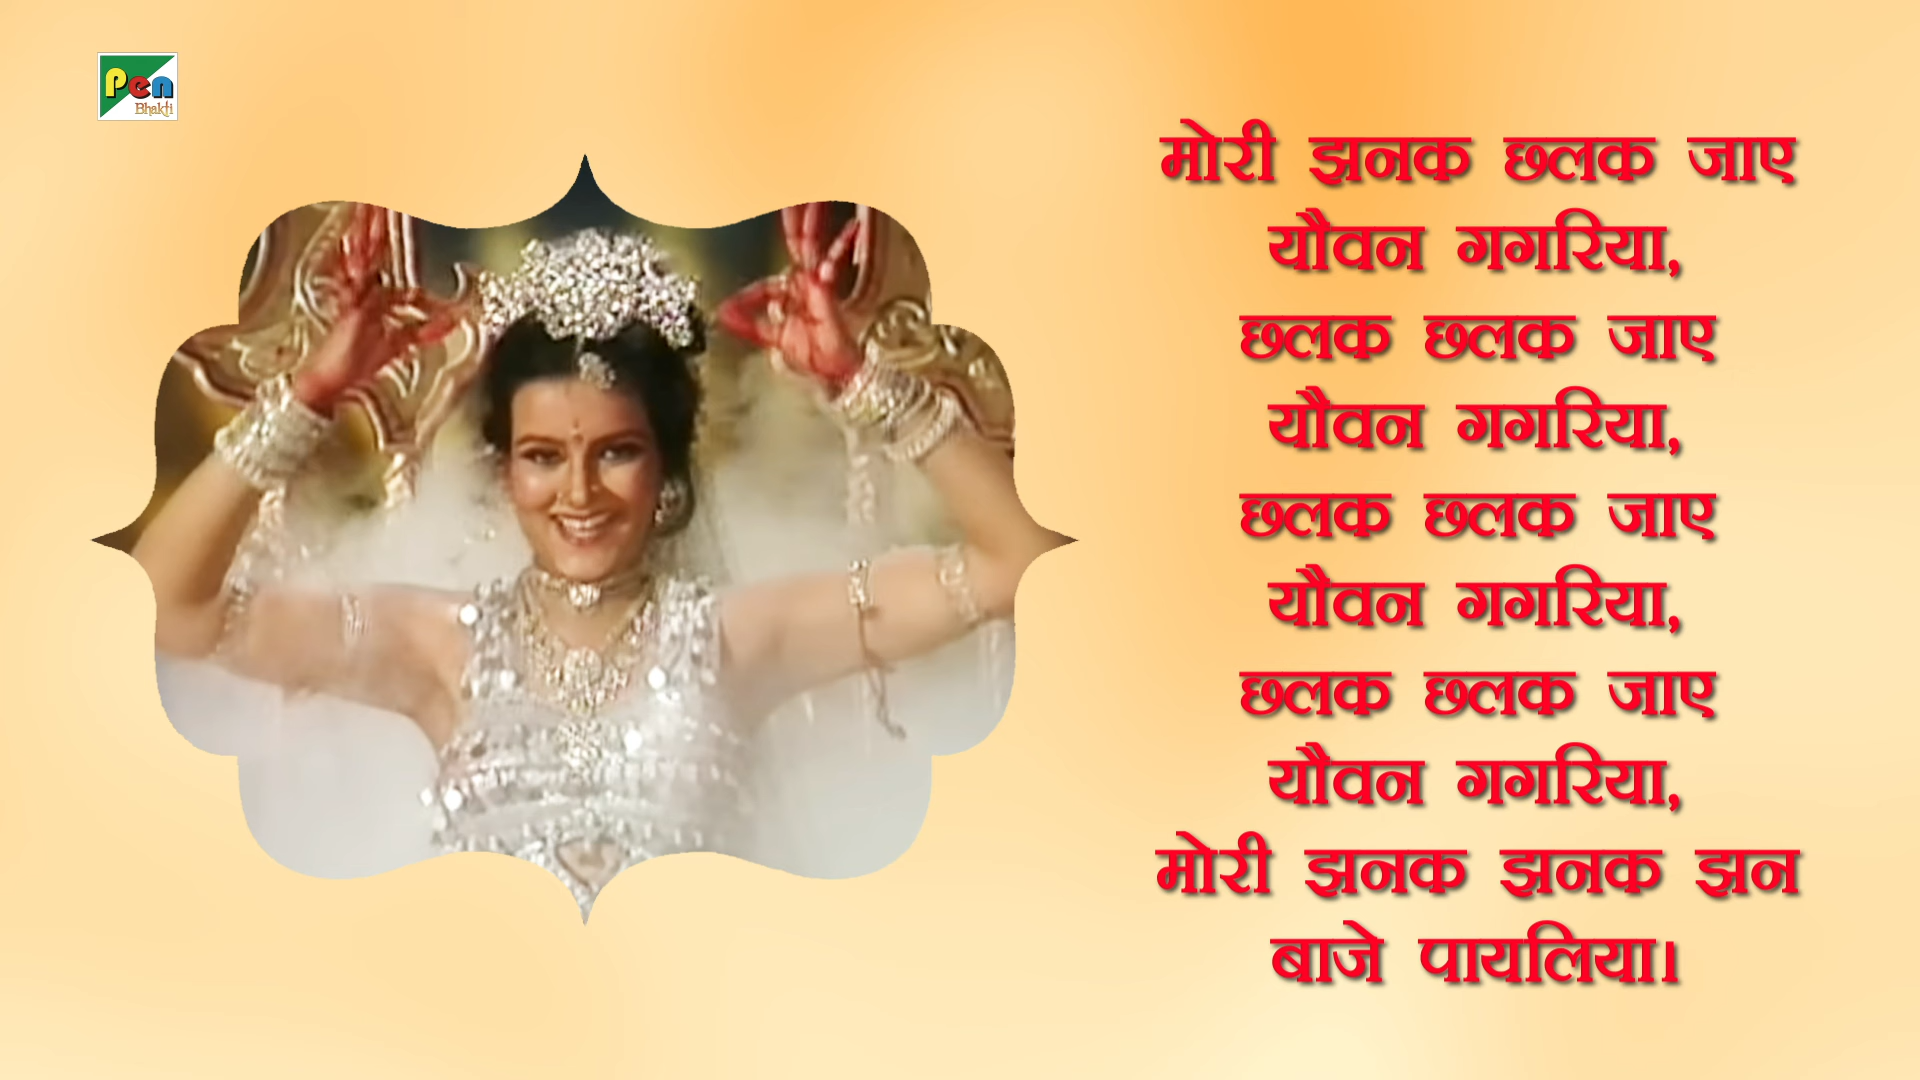 Pen
Bhakti
मोरी झनक छलक जाए
यौवन गगरिया,
छलक छलक जाए
यौवन गगरिया,
छलक छलक जाए
यौवन गगरिया,
छलक छलक जाए
यौवन गगरिया,
मोरी झनक झनक झन
बाजे पायलिया।